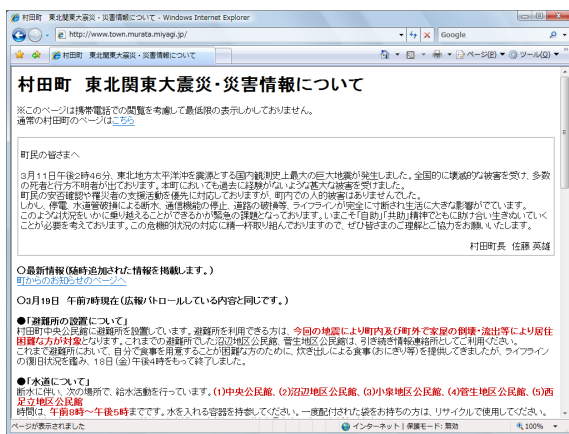 村田町　東北関東大震災・災害情報について - Windows Internet Explorer
http://www.town.murata.miyagi.jp/
Google
村田町　東北関東大震災・災害情報について
ページ(P)
ツール(O)
村田町　東北関東大震災・災害情報について
※このページは携帯電話での閲覧を考慮して最低限の表示しかしておりません。
通常の村田町のページはこちら
町民の皆さまへ
3月11日午後2時46分、東北地方太平洋沖を震源とする国内観測史上最大の巨大地震が発生しました。全国的に壊滅的な被害を受け、多数
の死者と行方不明者が出ております。本町においても過去に経験がないような甚大な被害を受けました。
町民の安否確認や罹災者の支援活動を優先に対応しておりますが、町内での人的被害はありませんでした。
しかし、停電、水道管破損による断水、通信機能の停止、道路の破損等、ライフラインが完全に寸断され生活に大きな影響がでています。
このような状況をいかに乗り越えることができるかが緊急の課題となっております。いまこそ「自助」「共助」精神でともに助け合い生きぬいていく
ことが必要を考えております。この危機的状況の対応に精一杯取り組んでおりますので、ぜひ皆さまのご理解とご協力をお願いいたします。
村田町長　佐藤 英雄
○最新情報(随時追加された情報を掲載します。)
町からのお知らせのページへ
○3月19日　午前7時現在(広報パトロールしている内容と同じです。)
●「避難所の設置について」
村田町中央公民館に避難所を設置しています。避難所を利用できる方は、今回の地震により町内及び町外で家屋の倒壊・流出等により居住
困難な方が対象となります。これまでの避難所でした沼辺地区公民館、菅生地区公民館は、引き続き情報連絡所としてご利用ください。
これまで避難所において、自分で食事を用意することが困難な方のために、炊き出しによる食事(おにぎり等)を提供してきましたが、ライフライン
の復旧状況を鑑み、18日(金)午後4時をもって終了しました。
●「水道について」
断水に伴い、次の場所で、給水活動を行っています。(1)中央公民館、(2)沼辺地区公民館、(3)小泉地区公民館、(4)菅生地区公民館、(5)西
足立地区公民館
時間は、午前8時～午後5時までです。水を入れる容器を持参してください。一度配付された袋をお持ちの方は、リサイクルで使用してください。
ページが表示されました
インターネット | 保護モード: 無効
100%